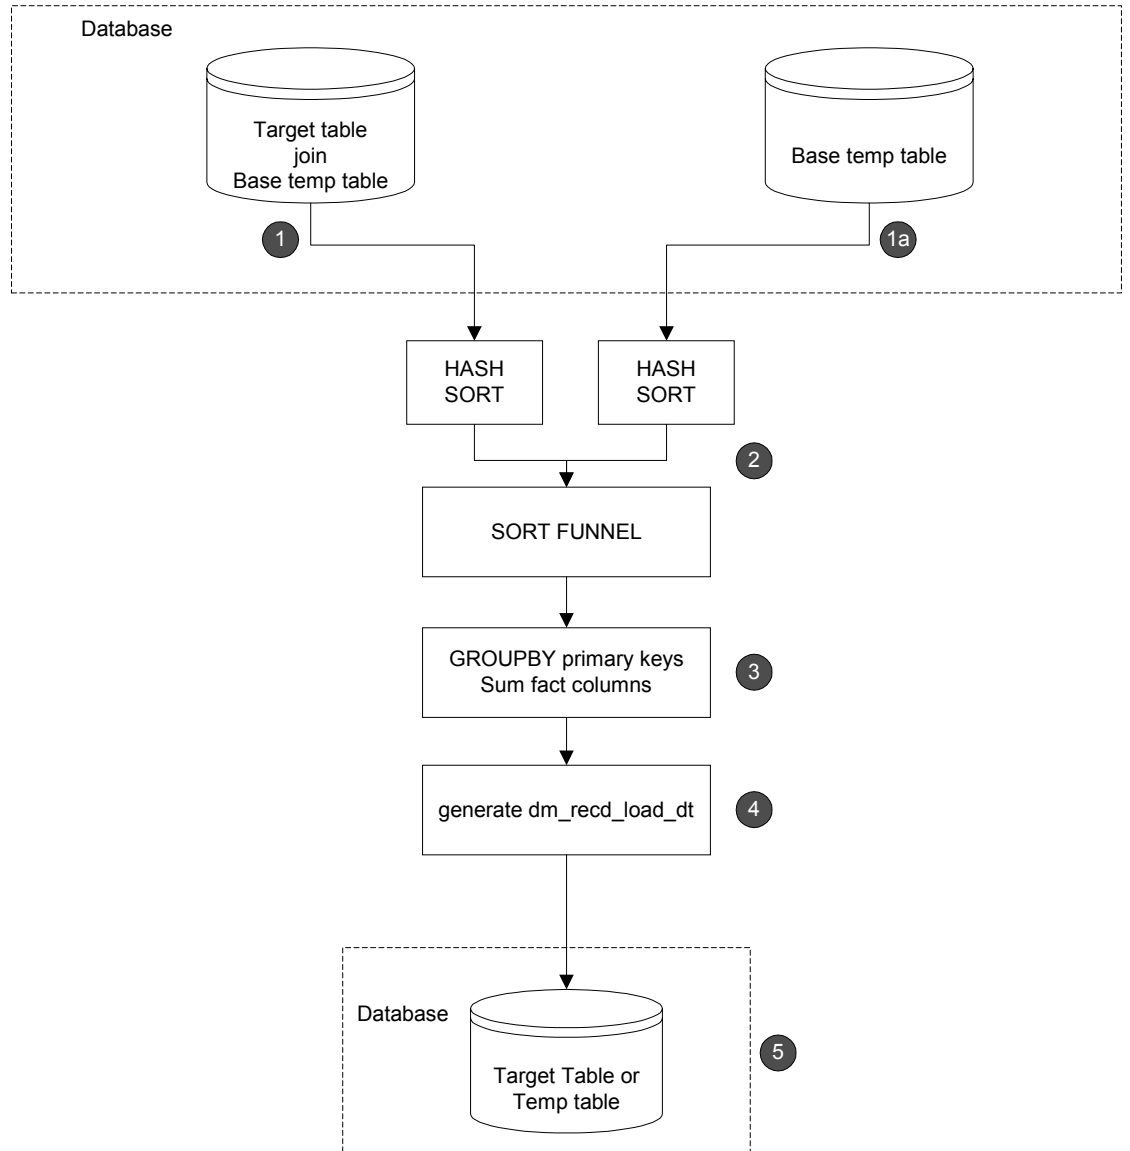 Database
Target table
join
Base temp table
Base temp table
1
1a
HASH
SORT
HASH
SORT
2
SORT FUNNEL
GROUPBY primary keys
Sum fact columns
3
generate dm_recd_load_dt
4
Database
Target Table or
Temp table
5